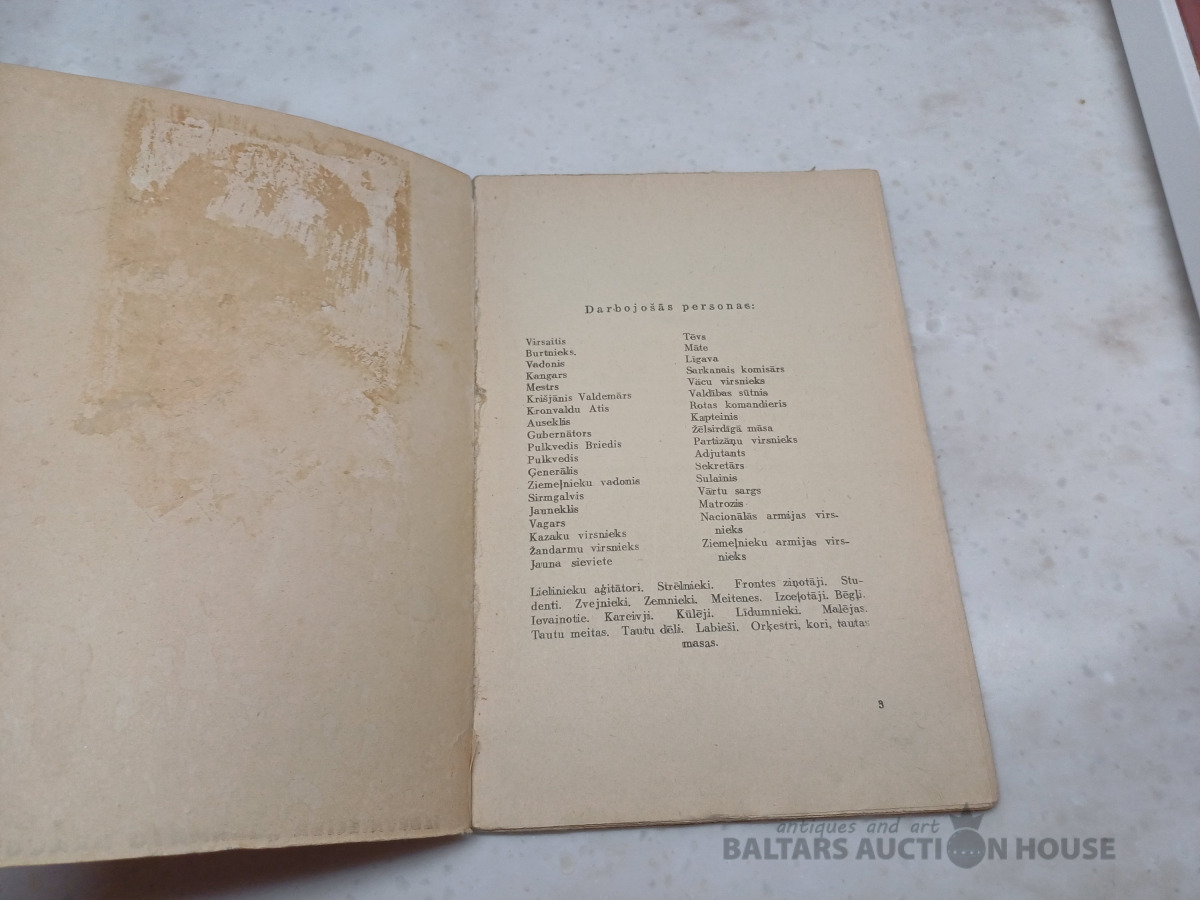 Darbojošās personas:
Virsaitis
Burtnieks.
Vadonis
Kangars
Mestrs
Krišjānis Valdemārs
Kronvaldu Atis
Auseklis
Gubernātors
Pulkvedis Briedis
Pulkvedis
Ģenerālis
Ziemeļnieku vadonis
Sirmgalvis
Jauneklis
Vagars
Kazaku virsnieks
Žandarmu virsnieks
Jauna sieviete
Tēvs
Māte
Līgava
Sarkanais komisārs
Vācu virsnieks
Valdības sūtnis
Rotas komandieris
Kapteinis
Žēlsirdīgā māsa
Partizāņu virsnieks
Adjutants
Sekretārs
Sulainis
Vārtu sargs
Matrozis
Nacionālās armijas virs-
nieks
Ziemeļnieku armijas virs-
nieks
Lielinieku aģitātori. Strēlnieki. Frontes ziņotāji. Stu-
denti. Zvejnieki. Zemnieki. Meitenes. Izceļotāji. Bēgļi.
Ievainotie. Kareivji. Kūlēji. Līdumnieki. Malējas.
Tautu meitas. Tautu dēli. Labieši. Orķestri, kori, tautas
masas.
3
antiques and art
BALTARS AUCTION HOUSE